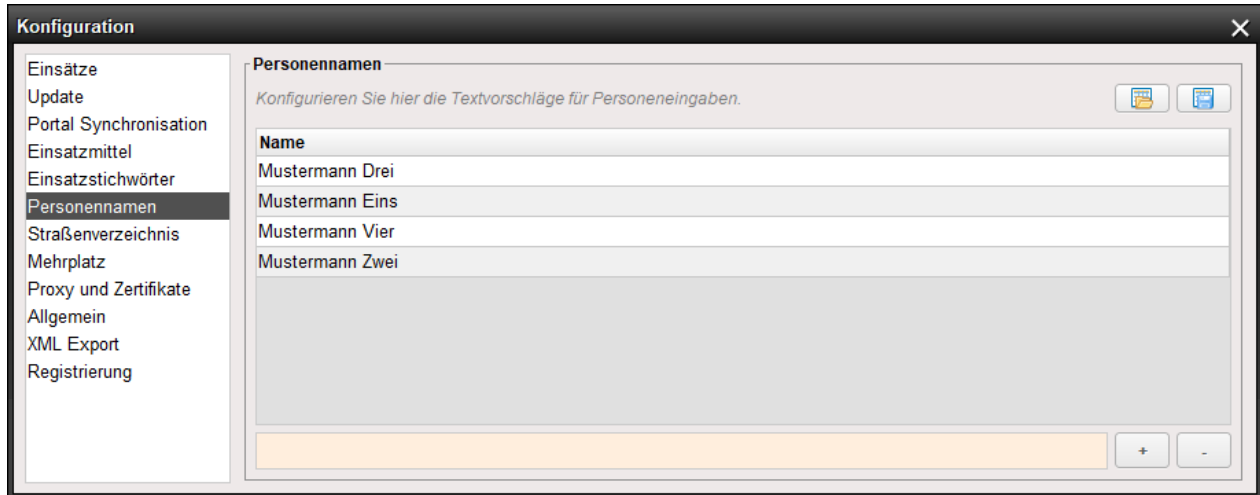 Konfiguration
Einsätze
Update
Portal Synchronisation
Einsatzmittel
Einsatzstichwörter
Personennamen
Straßenverzeichnis
Mehrplatz
Proxy und Zertifikate
Allgemein
XML Export
Registrierung
Personennamen
Konfigurieren Sie hier die Textvorschläge für Personeneingaben.
Name
Mustermann Drei
Mustermann Eins
Mustermann Vier
Mustermann Zwei
+ -